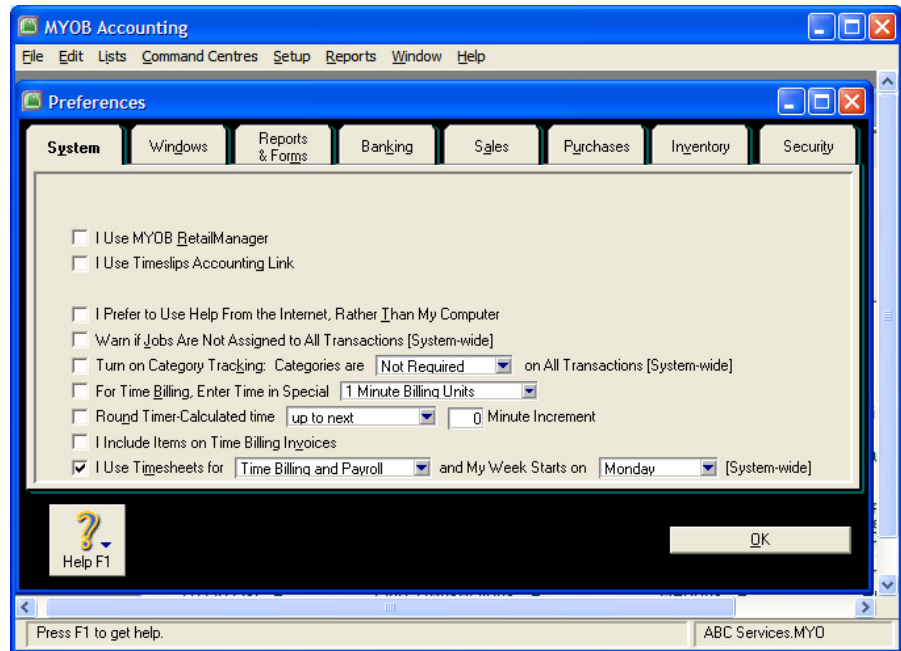 MYOB Accounting
File Edit Lists Command Centres Setup Reports Window Help
Preferences
System Windows Reports & Forms Banking Sales Purchases Inventory Security
I Use MYOB RetailManager
I Use Timeslips Accounting Link
I Prefer to Use Help From the Internet, Rather Than My Computer
Warn if Jobs Are Not Assigned to All Transactions [System-wide]
Turn on Category Tracking: Categories are Not Required on All Transactions [System-wide]
For Time Billing, Enter Time in Special 1 Minute Billing Units
Round Timer-Calculated time up to next 0 Minute Increment
I Include Items on Time Billing Invoices
I Use Timesheets for Time Billing and Payroll and My Week Starts on Monday [System-wide]
Help F1
OK
Press F1 to get help. ABC Services.MYO